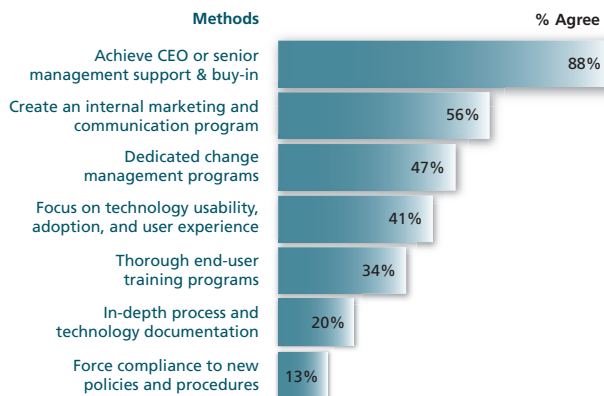 Methods
% Agree
Achieve CEO or senior
management support & buy-in
88%
Create an internal marketing and
communication program
56%
Dedicated change
management programs
47%
Focus on technology usability,
adoption, and user experience
41%
Thorough end-user
training programs
34%
In-depth process and
technology documentation
20%
Force compliance to new
policies and procedures
13%